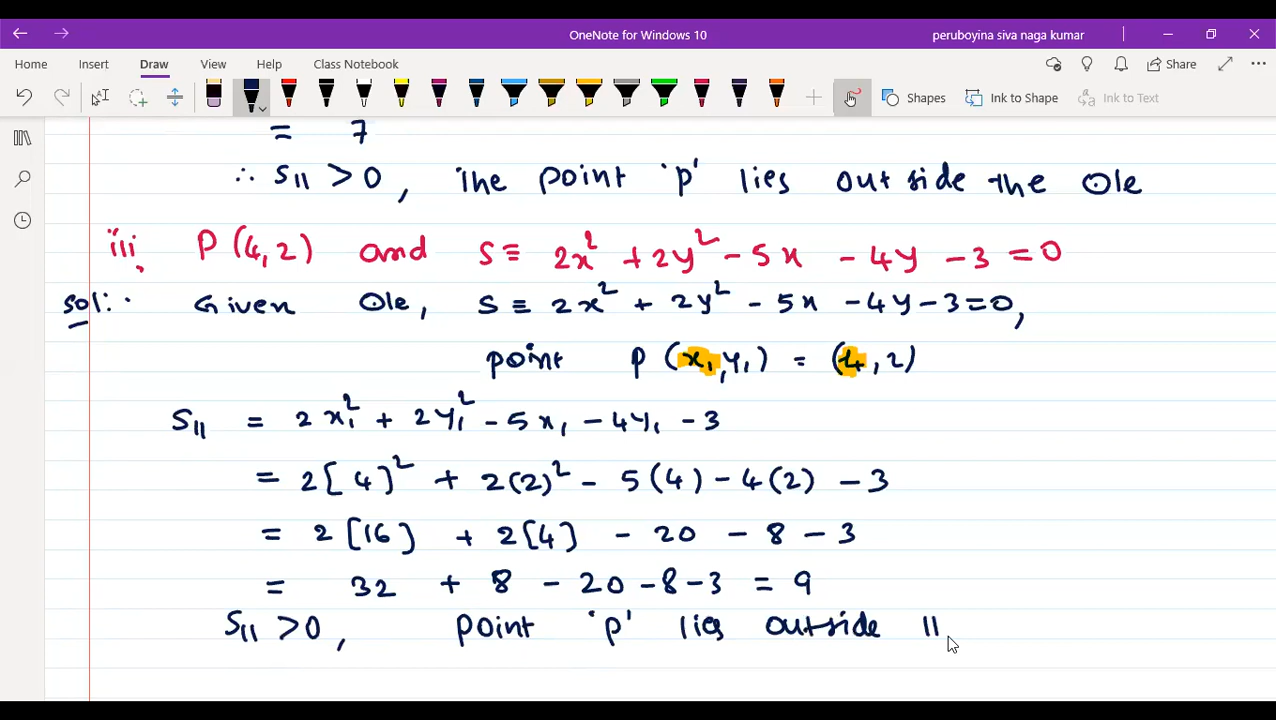 OneNote for Windows 10 peruboyina siva naga kumar
Home Insert Draw View Help Class Notebook Share
Shapes Ink to Shape Ink to Text
= 7
∴ S₁₁ > 0, The point 'p' lies outside the Ole
iii, P (4,2) and S ≡ 2x² + 2y² - 5x - 4y - 3 = 0
Sol: Given Ole, S ≡ 2x² + 2y² - 5x - 4y - 3 = 0,
point P (x₁, y₁) = (4, 2)
S₁₁ = 2x₁² + 2y₁² - 5x₁ - 4y₁ - 3
= 2[4]² + 2(2)² - 5(4) - 4(2) - 3
= 2[16] + 2[4] - 20 - 8 - 3
= 32 + 8 - 20 - 8 - 3 = 9
S₁₁ > 0, point 'p' lies outside